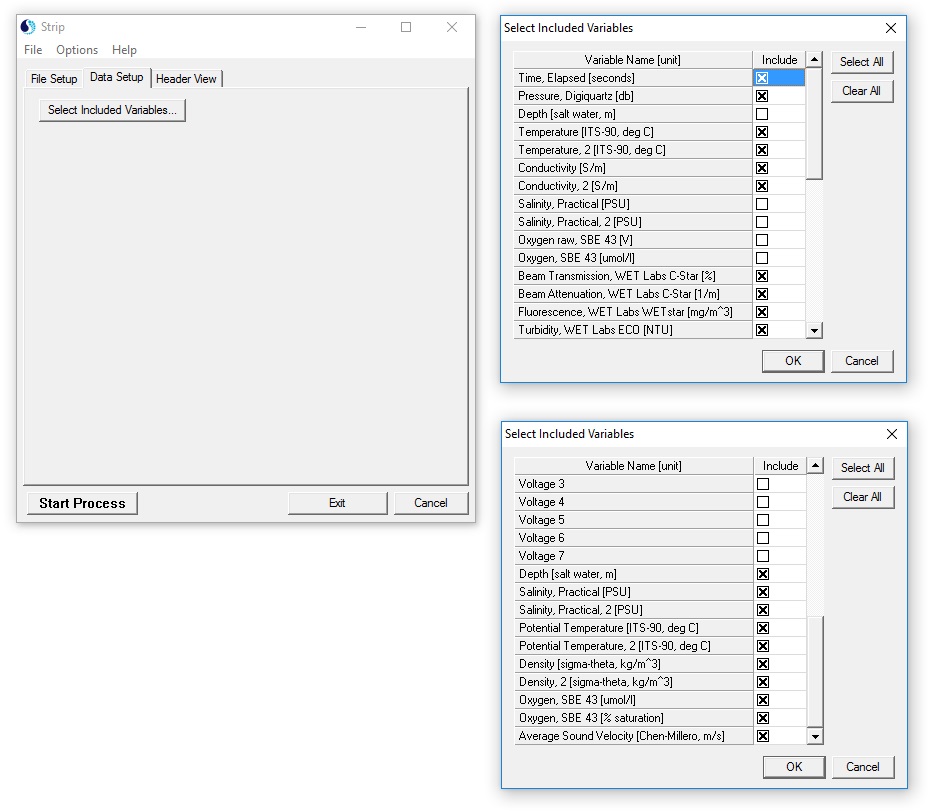 Strip
File Options Help
File Setup Data Setup Header View
Select Included Variables...
Start Process Exit Cancel
Select Included Variables
Variable Name [unit] Include
Time, Elapsed [seconds]
Pressure, Digiquartz [db]
Depth [salt water, m]
Temperature [ITS-90, deg C]
Temperature, 2 [ITS-90, deg C]
Conductivity [S/m]
Conductivity, 2 [S/m]
Salinity, Practical [PSU]
Salinity, Practical, 2 [PSU]
Oxygen raw, SBE 43 [V]
Oxygen, SBE 43 [umol/l]
Beam Transmission, WET Labs C-Star [%]
Beam Attenuation, WET Labs C-Star [1/m]
Fluorescence, WET Labs WETstar [mg/m^3]
Turbidity, WET Labs ECO [NTU]
Select All
Clear All
OK Cancel
Select Included Variables
Variable Name [unit] Include
Voltage 3
Voltage 4
Voltage 5
Voltage 6
Voltage 7
Depth [salt water, m]
Salinity, Practical [PSU]
Salinity, Practical, 2 [PSU]
Potential Temperature [ITS-90, deg C]
Potential Temperature, 2 [ITS-90, deg C]
Density [sigma-theta, kg/m^3]
Density, 2 [sigma-theta, kg/m^3]
Oxygen, SBE 43 [umol/l]
Oxygen, SBE 43 [% saturation]
Average Sound Velocity [Chen-Millero, m/s]
Select All
Clear All
OK Cancel